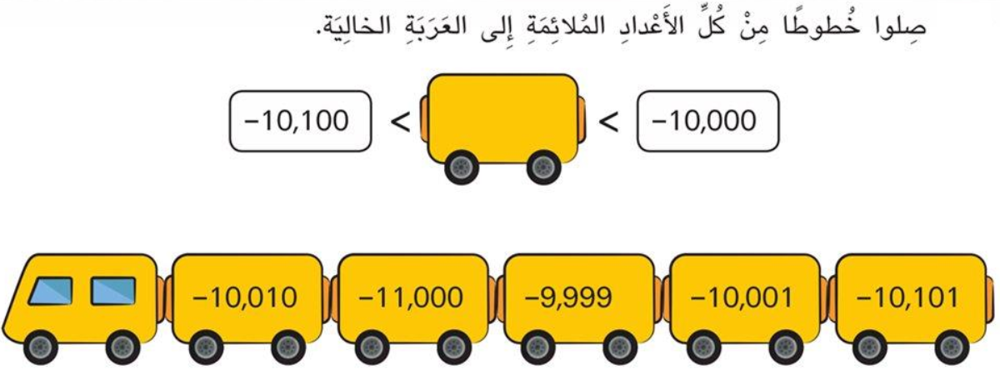 صِلوا خُطوطًا مِنْ كُلِّ الأَعْدادِ المُلائِمَةِ إِلى العَرَبَةِ الخالِيَة.
−10,100 < < −10,000
−10,010 −11,000 −9,999 −10,001 −10,101